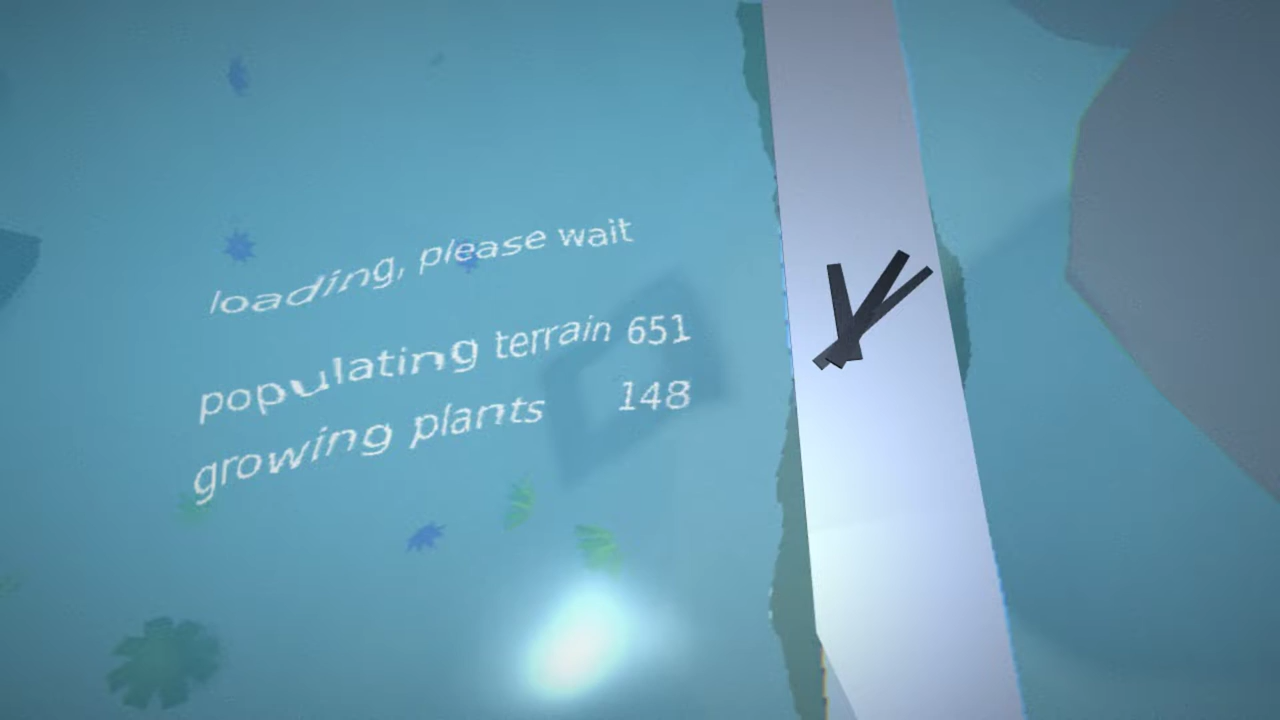 loading, please wait
populating terrain 651
growing plants 148